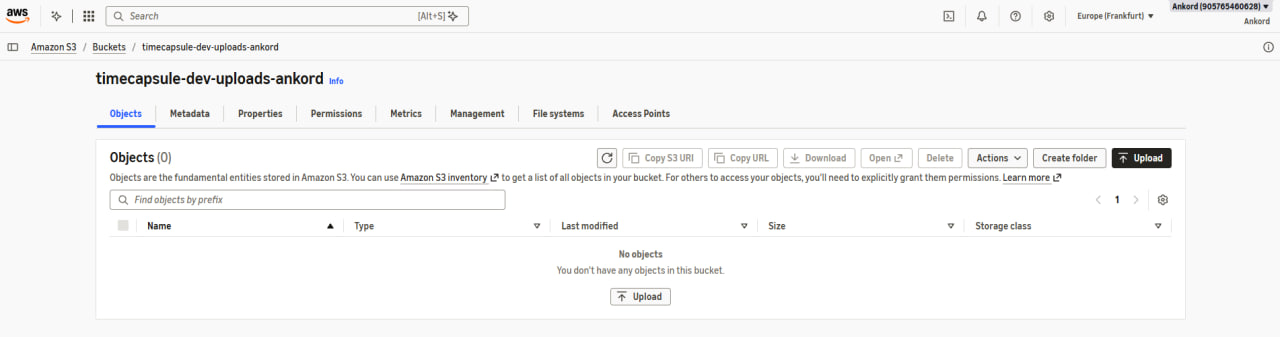 aws
Search [Alt+S]
Europe (Frankfurt) ▼
Ankord (905765460628) ▼
Ankord
Amazon S3 / Buckets / timecapsule-dev-uploads-ankord
timecapsule-dev-uploads-ankord Info
Objects Metadata Properties Permissions Metrics Management File systems Access Points
Objects (0)
Copy S3 URI Copy URL Download Open Delete Actions Create folder Upload
Objects are the fundamental entities stored in Amazon S3. You can use Amazon S3 inventory to get a list of all objects in your bucket. For others to access your objects, you'll need to explicitly grant them permissions. Learn more
Find objects by prefix
1
Name Type Last modified Size Storage class
No objects
You don't have any objects in this bucket.
Upload